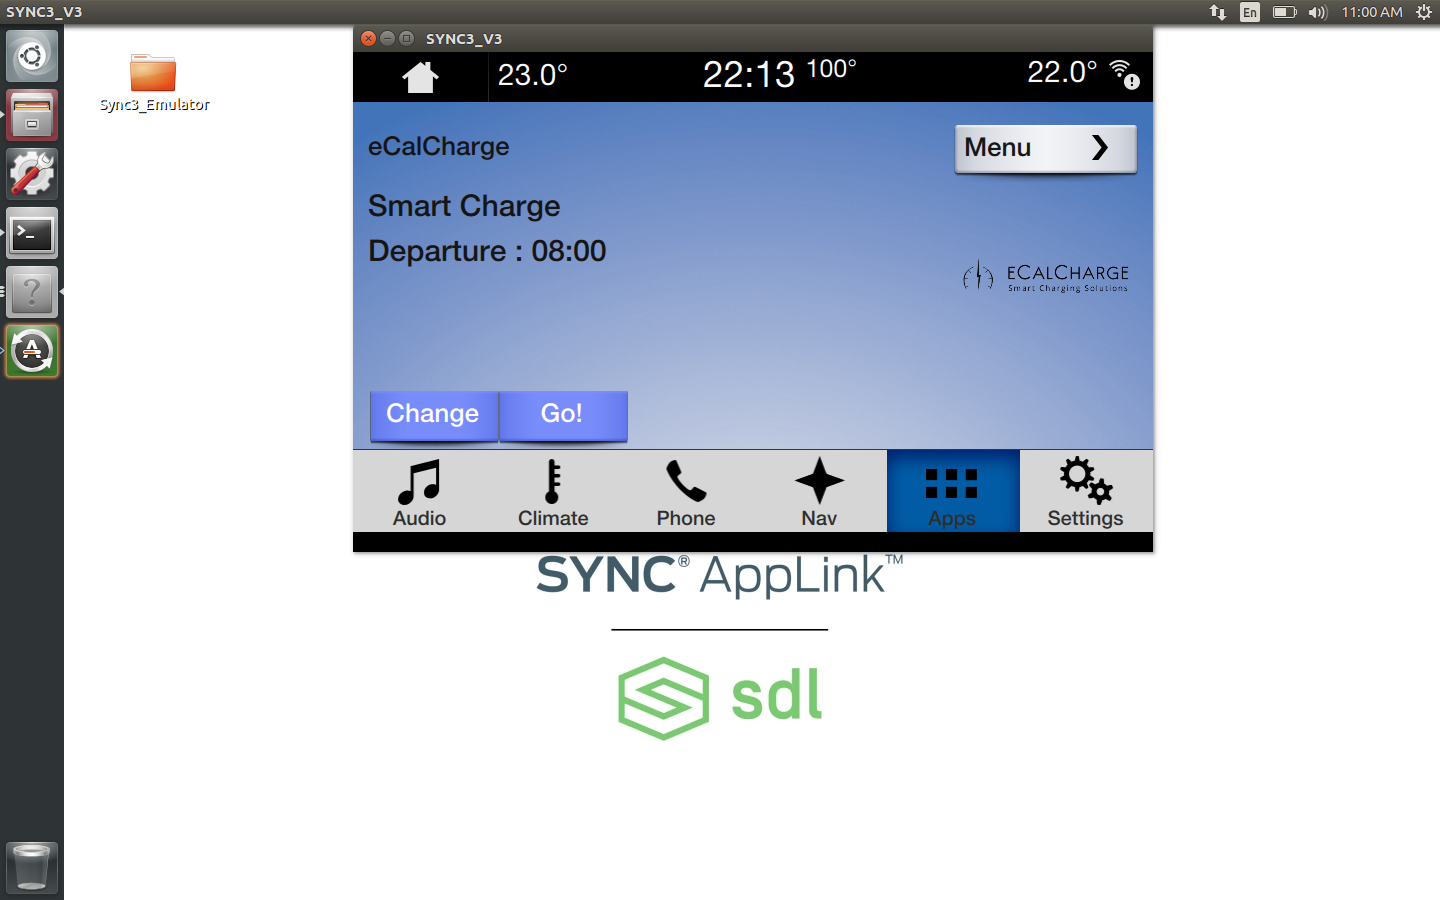 SYNC3_V3
En
11:00 AM
Sync3_Emulator
SYNC3_V3
23.0°
22:13
100°
22.0°
eCalCharge
Menu
Smart Charge
Departure : 08:00
eCALCHARGE
Smart Charging Solutions
Change
Go!
Audio
Climate
Phone
Nav
Apps
Settings
SYNC® AppLink™
sdl